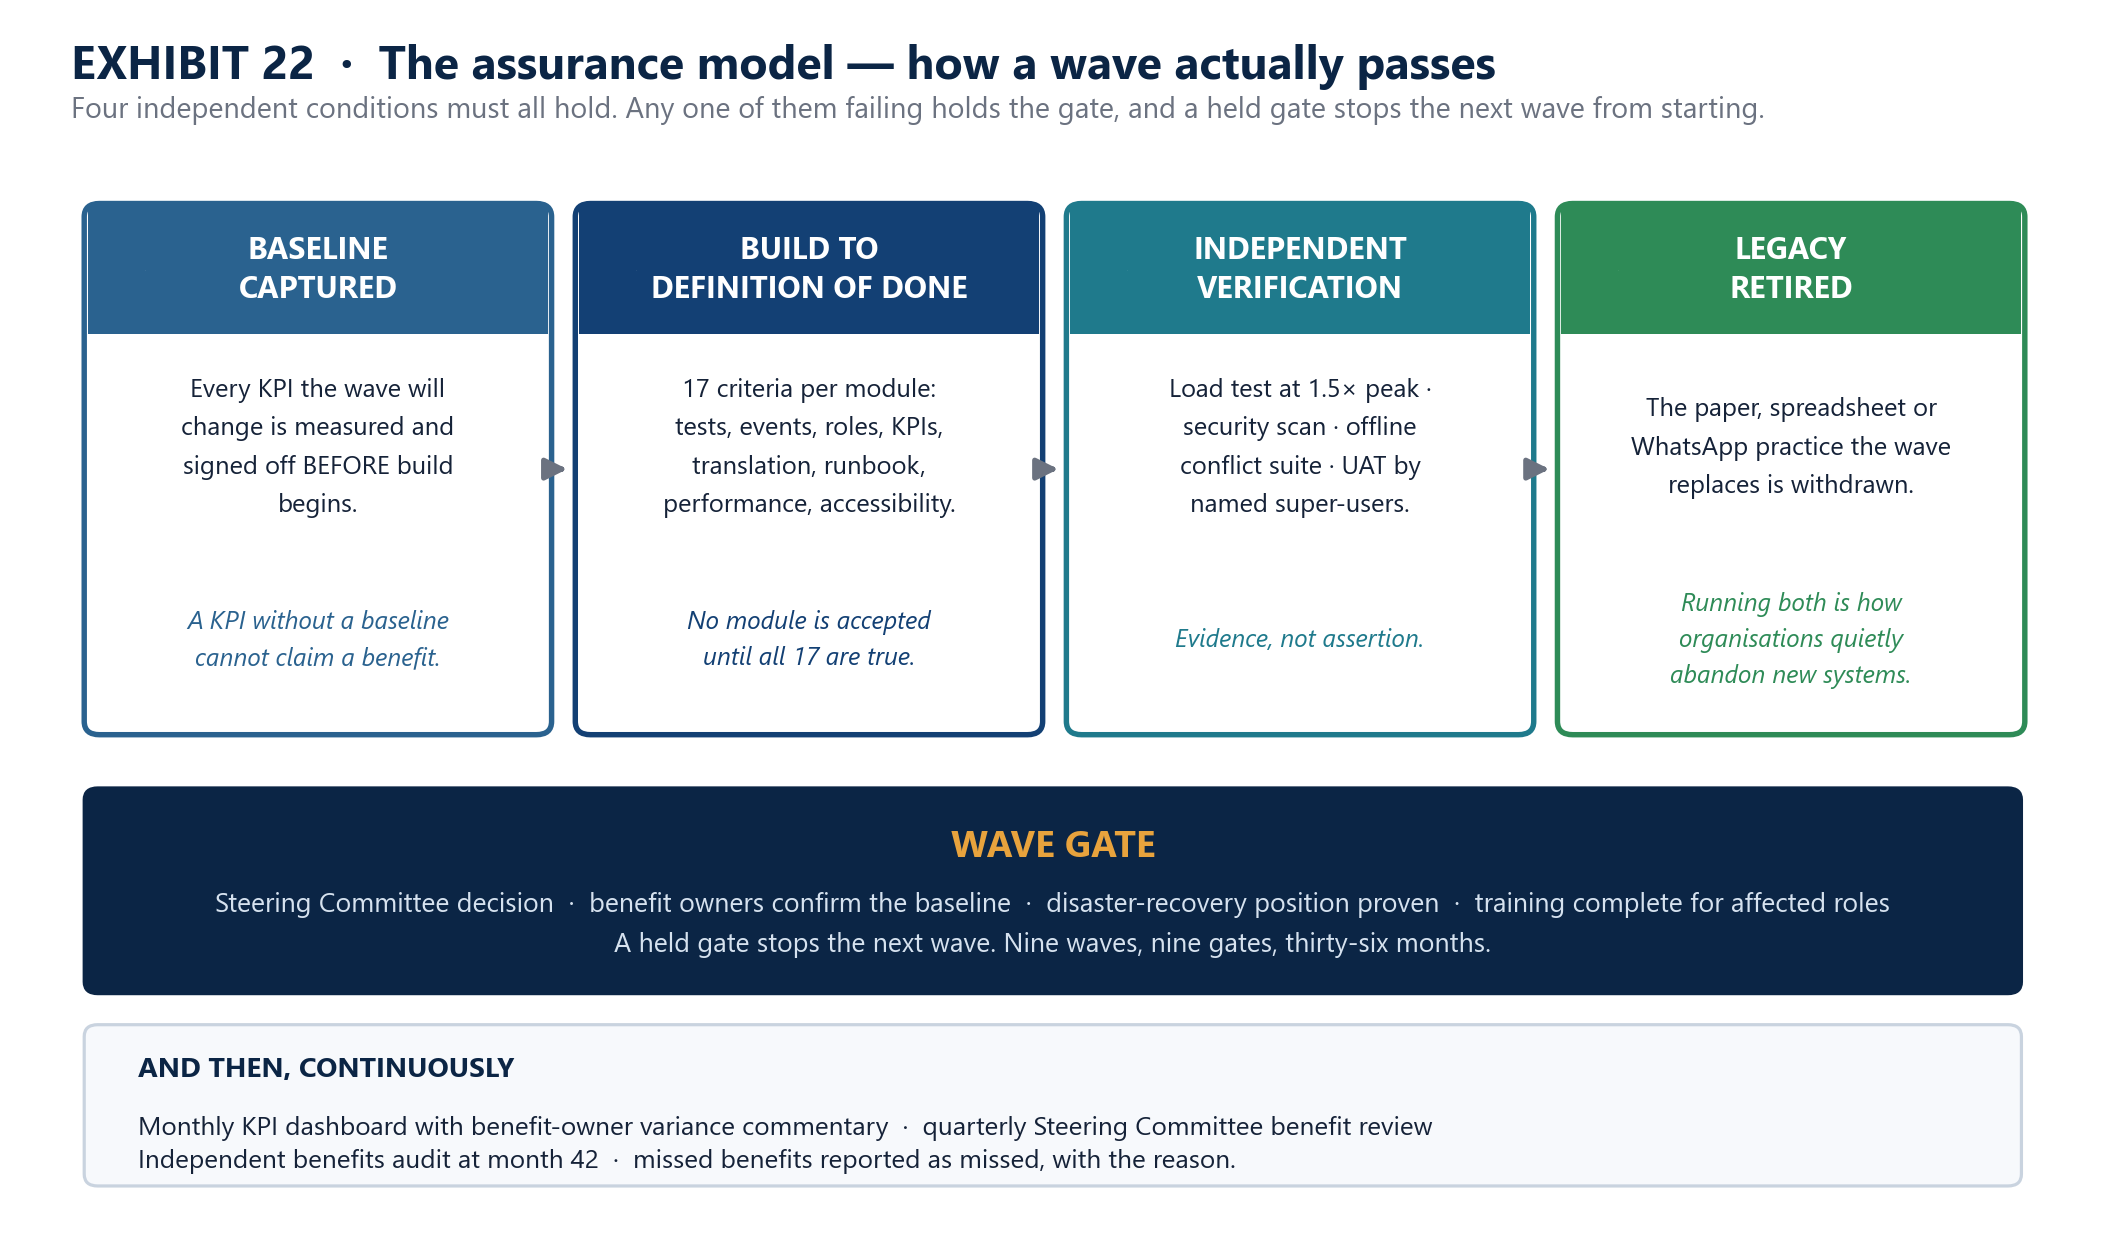 EXHIBIT 22 · The assurance model — how a wave actually passes
Four independent conditions must all hold. Any one of them failing holds the gate, and a held gate stops the next wave from starting.
BASELINE
CAPTURED
Every KPI the wave will
change is measured and
signed off BEFORE build
begins.
A KPI without a baseline
cannot claim a benefit.
BUILD TO
DEFINITION OF DONE
17 criteria per module:
tests, events, roles, KPIs,
translation, runbook,
performance, accessibility.
No module is accepted
until all 17 are true.
INDEPENDENT
VERIFICATION
Load test at 1.5× peak ·
security scan · offline
conflict suite · UAT by
named super-users.
Evidence, not assertion.
LEGACY
RETIRED
The paper, spreadsheet or
WhatsApp practice the wave
replaces is withdrawn.
Running both is how
organisations quietly
abandon new systems.
WAVE GATE
Steering Committee decision · benefit owners confirm the baseline · disaster-recovery position proven · training complete for affected roles
A held gate stops the next wave. Nine waves, nine gates, thirty-six months.
AND THEN, CONTINUOUSLY
Monthly KPI dashboard with benefit-owner variance commentary · quarterly Steering Committee benefit review
Independent benefits audit at month 42 · missed benefits reported as missed, with the reason.